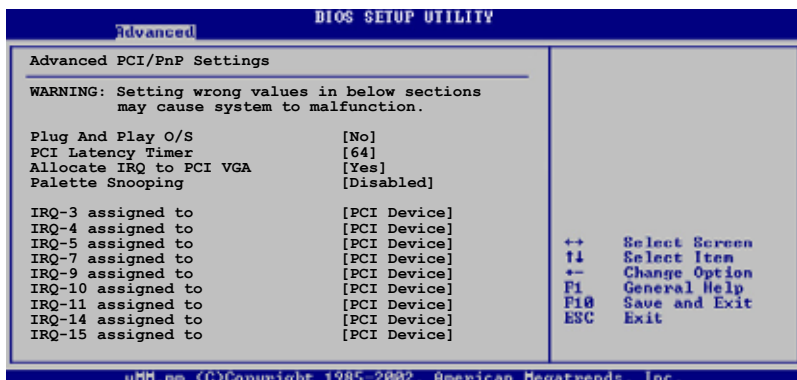 BIOS SETUP UTILITY
Advanced
Advanced PCI/PnP Settings
WARNING: Setting wrong values in below sections
may cause system to malfunction.
Plug And Play O/S [No]
PCI Latency Timer [64]
Allocate IRQ to PCI VGA [Yes]
Palette Snooping [Disabled]
IRQ-3 assigned to [PCI Device]
IRQ-4 assigned to [PCI Device]
IRQ-5 assigned to [PCI Device]
IRQ-7 assigned to [PCI Device]
IRQ-9 assigned to [PCI Device]
IRQ-10 assigned to [PCI Device]
IRQ-11 assigned to [PCI Device]
IRQ-14 assigned to [PCI Device]
IRQ-15 assigned to [PCI Device]
↔ Select Screen
↑↓ Select Item
+- Change Option
F1 General Help
F10 Save and Exit
ESC Exit
(C)Copyright 1985-2002, American Megatrends, Inc